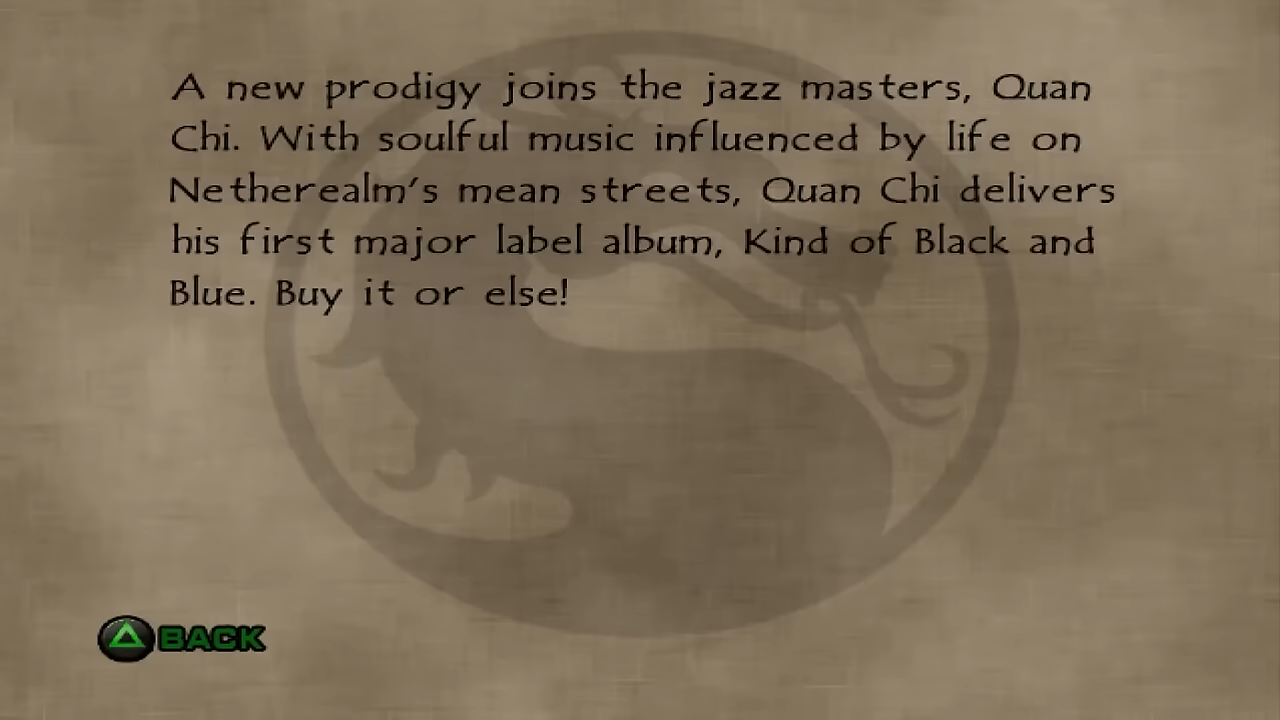 A new prodigy joins the jazz masters, Quan
Chi. With soulful music influenced by life on
Netherealm's mean streets, Quan Chi delivers
his first major label album, Kind of Black and
Blue. Buy it or else!
BACK